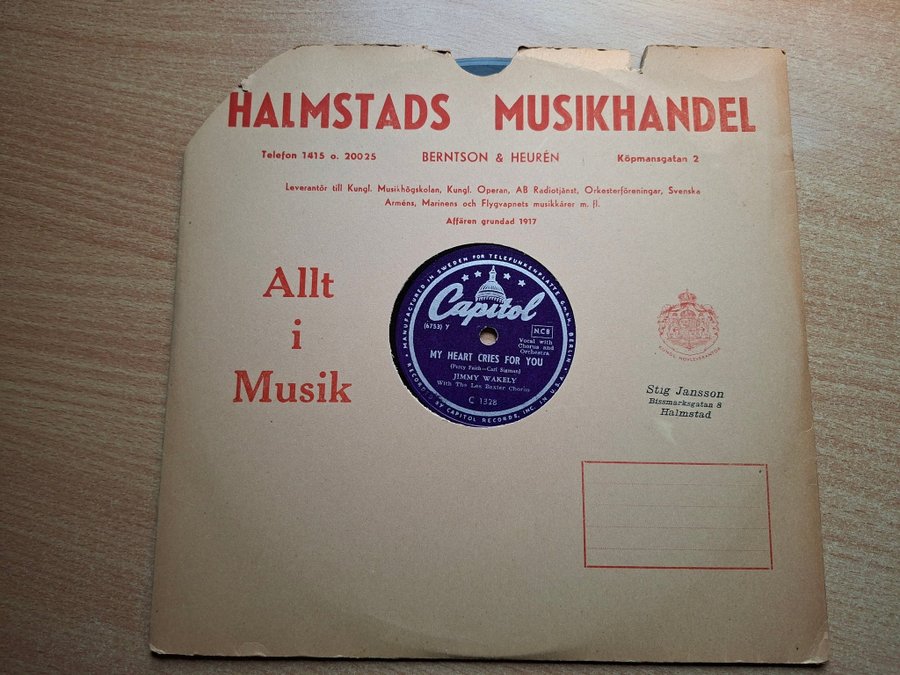 HALMSTADS MUSIKHANDEL
Telefon 1415 o. 20025 BERNTSON & HEURÉN Köpmansgatan 2
Leverantör till Kungl. Musikhögskolan, Kungl. Operan, AB Radiotjänst, Orkesterföreningar, Svenska
Arméns, Marinens och Flygvapnets musikkårer m. fl.
Affären grundad 1917
Allt
i
Musik
MANUFACTURED IN SWEDEN FOR TELEFUNKENPLATTE GmbH, BERLIN
Capitol
(6753) Y
NCB
Vocal with
Chorus and
Orchestra
MY HEART CRIES FOR YOU
(Percy Faith—Carl Sigman)
JIMMY WAKELY
With The Les Baxter Chorus
C 1328
RECORDED BY CAPITOL RECORDS, INC. IN U.S.A.
KUNGL. HOVLEVERANTÖR
Stig Jansson
Bissmarksgatan 8
Halmstad